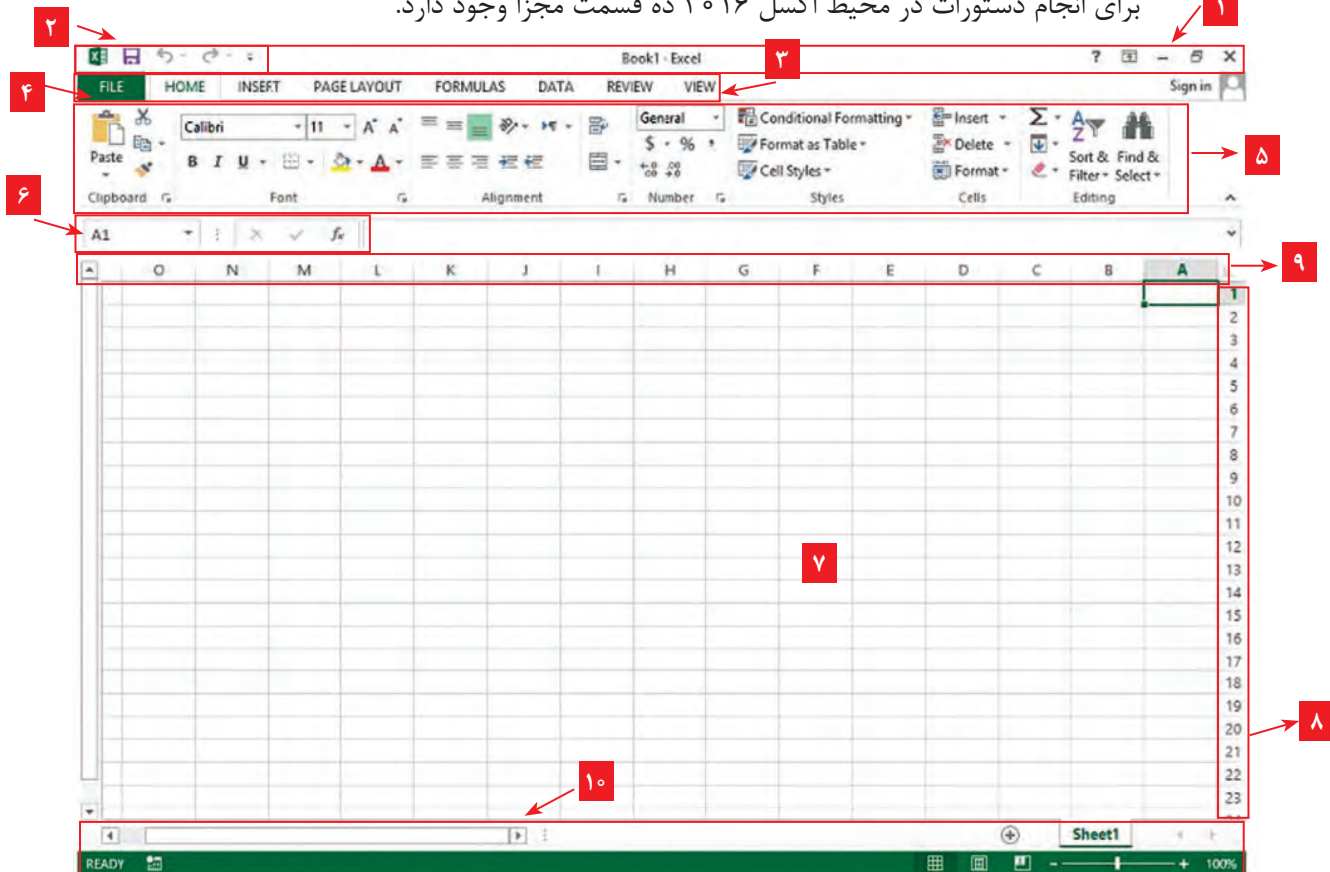 برای انجام دستورات در محیط اکسل ۲۰۱۶ ده قسمت مجزا وجود دارد.
۱
۲
Book1 - Excel
۳
?
۴
FILE HOME INSERT PAGE LAYOUT FORMULAS DATA REVIEW VIEW
Sign in
Paste
Clipboard
Calibri 11 A A
B I U A
Font
Alignment
General
$ % ,
Number
Conditional Formatting
Format as Table
Cell Styles
Styles
Insert
Delete
Format
Cells
Σ
Sort & Filter
Find & Select
Editing
۵
۶
A1
fx
۹
O N M L K J I H G F E D C B A
1
2
3
4
5
6
7
8
9
10
11
12
13
14
15
16
17
18
19
20
21
22
23
۷
۸
۱۰
Sheet1
READY
100%